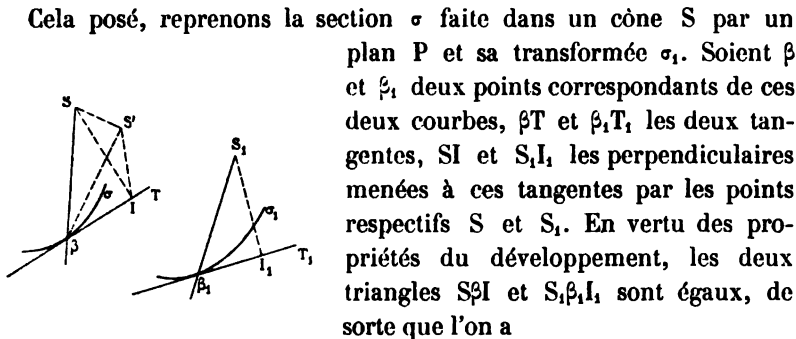 Cela posé, reprenons la section σ faite dans un cône S par un
plan P et sa transformée σ₁. Soient β
et β₁ deux points correspondants de ces
deux courbes, βT et β₁T₁ les deux tan-
gentes, SI et S₁I₁ les perpendiculaires
menées à ces tangentes par les points
respectifs S et S₁. En vertu des pro-
priétés du développement, les deux
triangles SβI et S₁β₁I₁ sont égaux, de
sorte que l'on a
S
S'
σ
I
T
β
S₁
σ₁
T₁
I₁
β₁